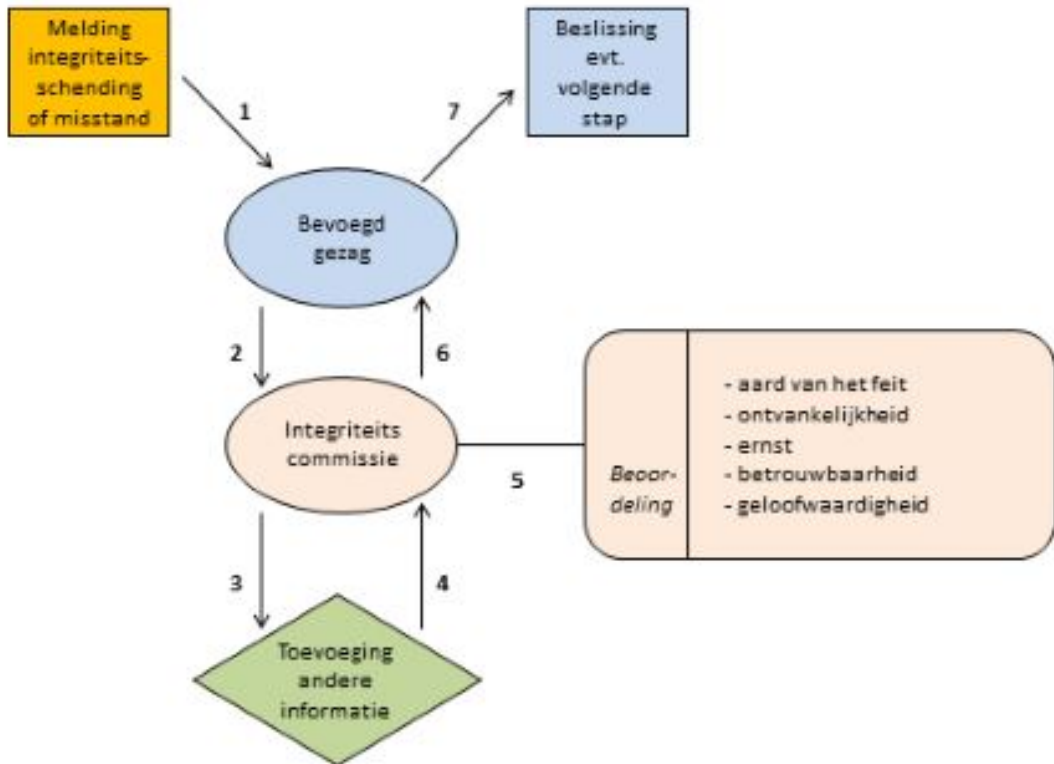 Melding
integriteits-
schending
of misstand
1
7
Beslissing
evt.
volgende
stap
Bevoegd
gezag
2
6
Integriteits
commissie
5
Beoor-
deling
- aard van het feit
- ontvankelijkheid
- ernst
- betrouwbaarheid
- geloofwaardigheid
3
4
Toevoeging
andere
informatie